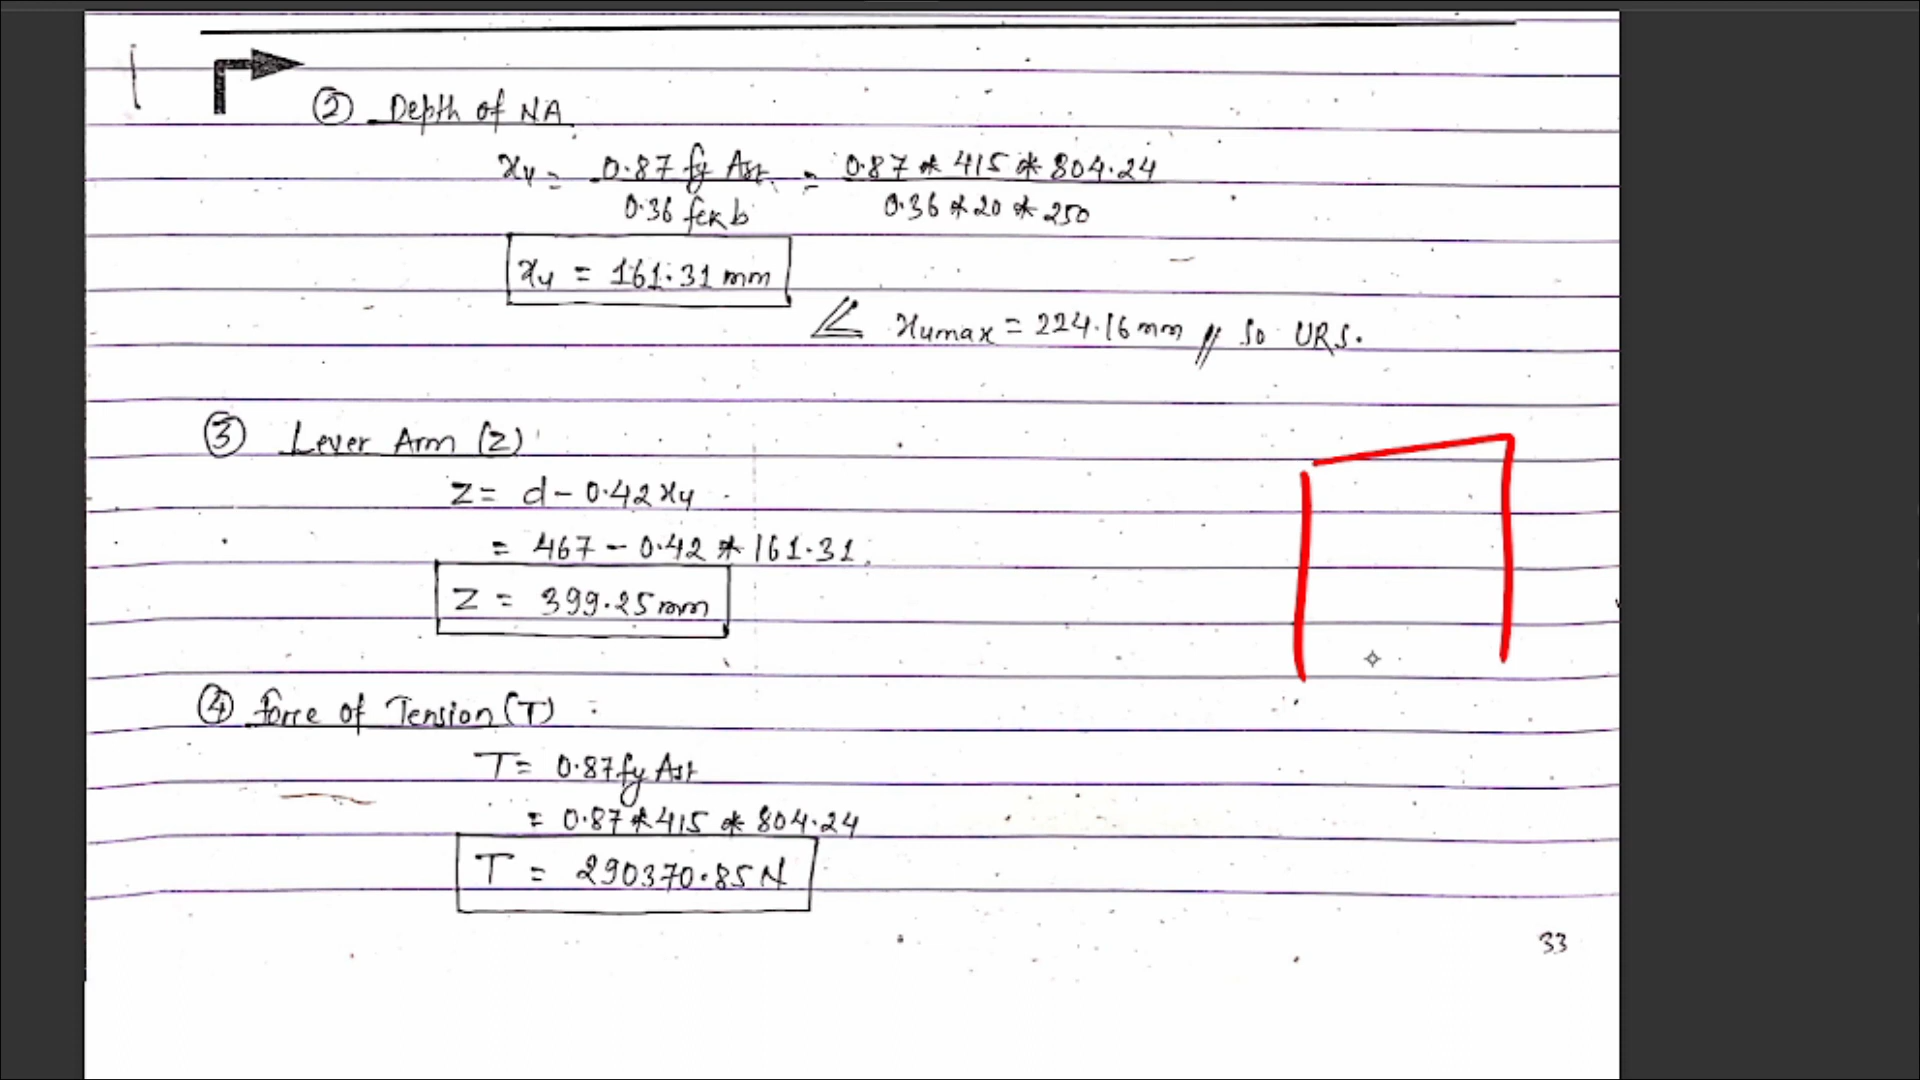 ② Depth of NA
xu = 0.87 fy Ast / 0.36 fck b = 0.87 * 415 * 804.24 / 0.36 * 20 * 250
xu = 161.31 mm
∠ xumax = 224.16 mm // So URS.
③ Lever Arm (Z)
Z = d - 0.42 xu
= 467 - 0.42 * 161.31
Z = 399.25 mm
④ Force of Tension (T) :
T = 0.87 fy Ast
= 0.87 * 415 * 804.24
T = 290370.85 N
33